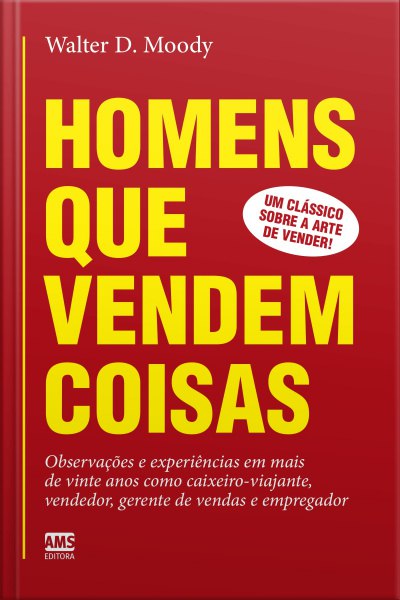 Walter D. Moody
HOMENS
QUE
VENDEM
COISAS
UM CLÁSSICO
SOBRE A ARTE
DE VENDER!
Observações e experiências em mais
de vinte anos como caixeiro-viajante,
vendedor, gerente de vendas e empregador
AMS
EDITORA